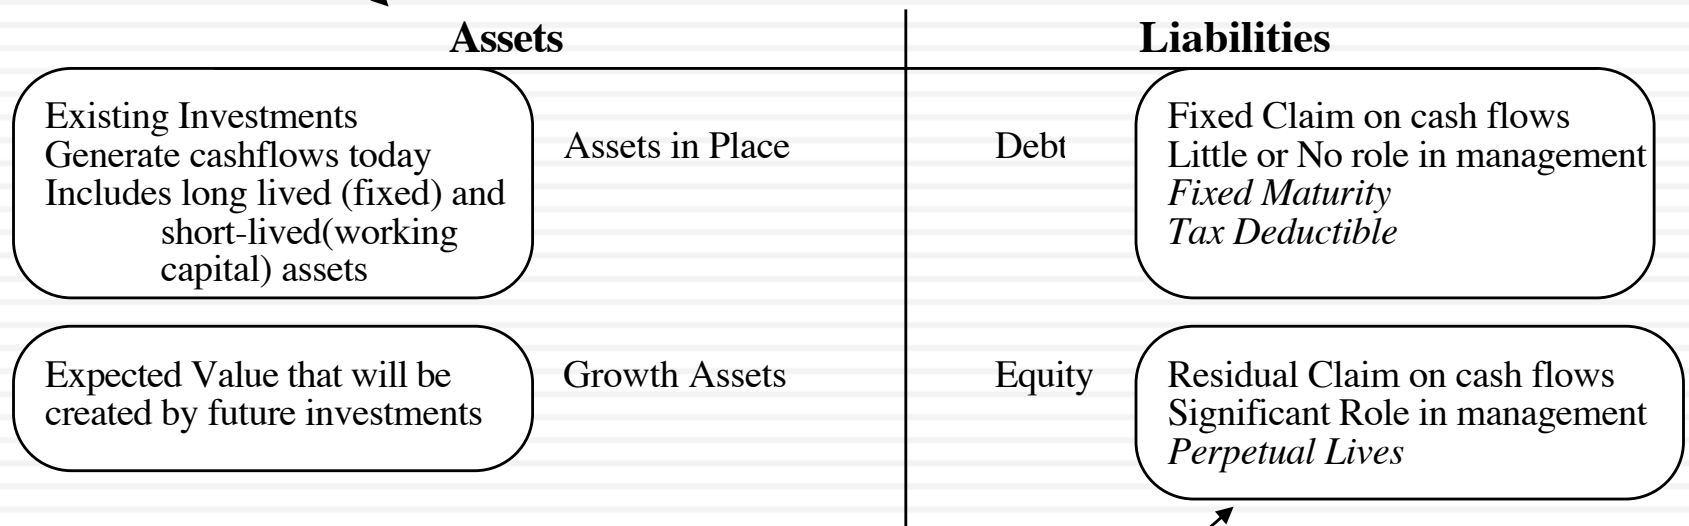 Assets
Liabilities
Existing Investments
Generate cashflows today
Includes long lived (fixed) and
short-lived(working
capital) assets
Assets in Place
Debt
Fixed Claim on cash flows
Little or No role in management
Fixed Maturity
Tax Deductible
Expected Value that will be
created by future investments
Growth Assets
Equity
Residual Claim on cash flows
Significant Role in management
Perpetual Lives